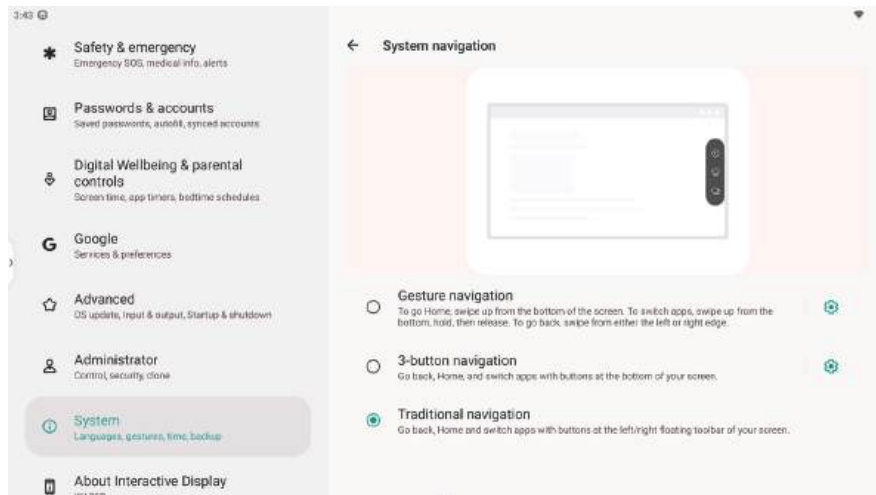 3:43
Safety & emergency
Emergency SOS, medical info, alerts
Passwords & accounts
Saved passwords, autofill, synced accounts
Digital Wellbeing & parental
controls
Screen time, app timers, bedtime schedules
Google
Services & preferences
Advanced
OS update, Input & output, Startup & shutdown
Administrator
Control, security, clone
System
Languages, gestures, time, backup
About Interactive Display
System navigation
Gesture navigation
To go Home, swipe up from the bottom of the screen. To switch apps, swipe up from the
bottom, hold, then release. To go back, swipe from either the left or right edge.
3-button navigation
Go back, Home, and switch apps with buttons at the bottom of your screen.
Traditional navigation
Go back, Home and switch apps with buttons at the left/right floating toolbar of your screen.